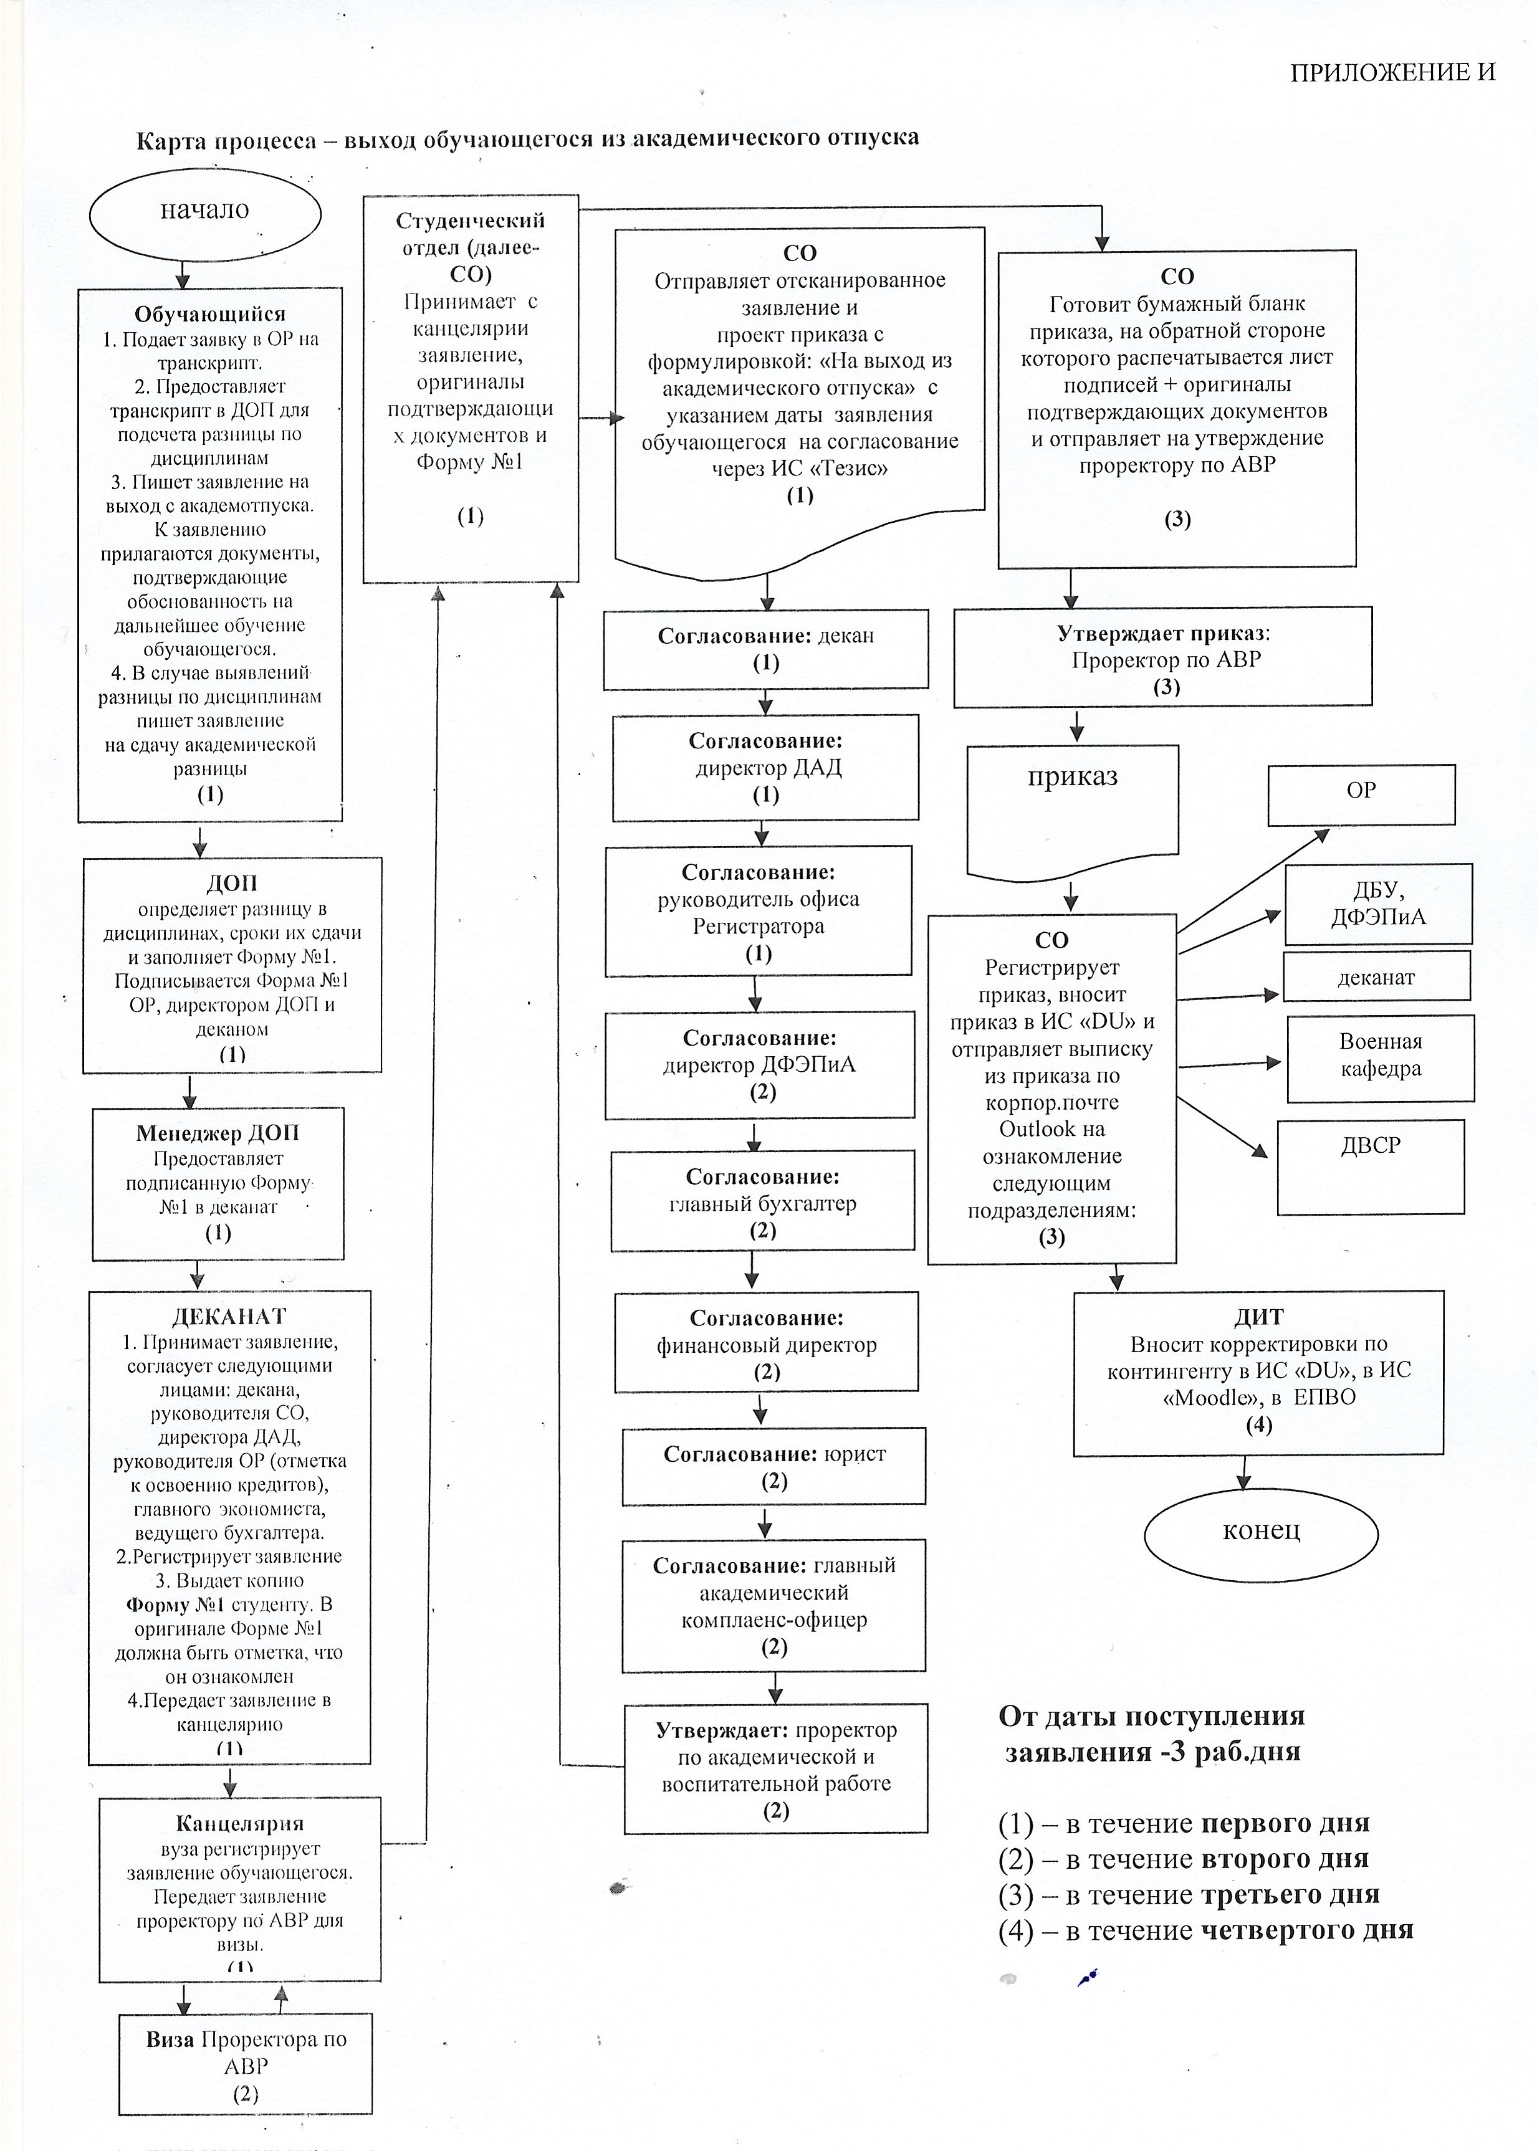 ПРИЛОЖЕНИЕ И
Карта процесса – выход обучающегося из академического отпуска
начало
Обучающийся
1. Подает заявку в ОР на
транскрипт.
2. Предоставляет
транскрипт в ДОП для
подсчета разницы по
дисциплинам
3. Пишет заявление на
выход с академотпуска.
К заявлению
прилагаются документы,
подтверждающие
обоснованность на
дальнейшее обучение
обучающегося.
4. В случае выявлений
разницы по дисциплинам
пишет заявление
на сдачу академической
разницы
(1)
ДОП
определяет разницу в
дисциплинах, сроки их сдачи
и заполняет Форму №1.
Подписывается Форма №1
ОР, директором ДОП и
деканом
(1)
Менеджер ДОП
Предоставляет
подписанную Форму
№1 в деканат
(1)
ДЕКАНАТ
1. Принимает заявление,
согласует следующими
лицами: декана,
руководителя СО,
директора ДАД,
руководителя ОР (отметка
к освоению кредитов),
главного экономиста,
ведущего бухгалтера.
2.Регистрирует заявление
3. Выдает копию
Форму №1 студенту. В
оригинале Форме №1
должна быть отметка, что
он ознакомлен
4.Передает заявление в
канцелярию
(1)
Канцелярия
вуза регистрирует
заявление обучающегося.
Передает заявление
проректору по АВР для
визы.
(1)
Виза Проректора по
АВР
(2)
Студенческий
отдел (далее-
СО)
Принимает с
канцелярии
заявление,
оригиналы
подтверждающи
х документов и
Форму №1
(1)
СО
Отправляет отсканированное
заявление и
проект приказа с
формулировкой: «На выход из
академического отпуска» с
указанием даты заявления
обучающегося на согласование
через ИС «Тезис»
(1)
Согласование: декан
(1)
Согласование:
директор ДАД
(1)
Согласование:
руководитель офиса
Регистратора
(1)
Согласование:
директор ДФЭПиА
(2)
Согласование:
главный бухгалтер
(2)
Согласование:
финансовый директор
(2)
Согласование: юрист
(2)
Согласование: главный
академический
комплаенс-офицер
(2)
Утверждает: проректор
по академической и
воспитательной работе
(2)
СО
Готовит бумажный бланк
приказа, на обратной стороне
которого распечатывается лист
подписей + оригиналы
подтверждающих документов
и отправляет на утверждение
проректору по АВР
(3)
Утверждает приказ:
Проректор по АВР
(3)
приказ
СО
Регистрирует
приказ, вносит
приказ в ИС «DU» и
отправляет выписку
из приказа по
корпор.почте
Outlook на
ознакомление
следующим
подразделениям:
(3)
ОР
ДБУ,
ДФЭПиА
деканат
Военная
кафедра
ДВСР
ДИТ
Вносит корректировки по
контингенту в ИС «DU», в ИС
«Moodle», в ЕПВО
(4)
конец
От даты поступления
заявления -3 раб.дня
(1) – в течение первого дня
(2) – в течение второго дня
(3) – в течение третьего дня
(4) – в течение четвертого дня